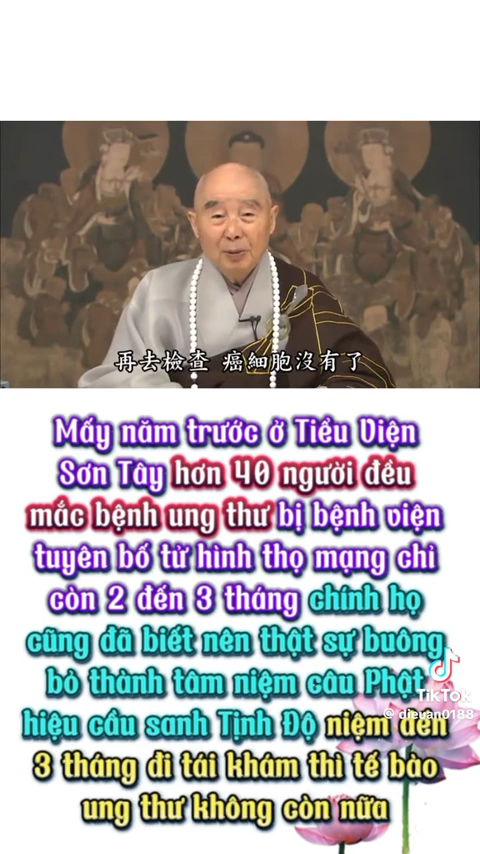 再去檢查 癌細胞沒有了
Mấy năm trước ở Tiểu Viện
Sơn Tây hơn 40 người đều
mắc bệnh ung thư bị bệnh viện
tuyên bố tử hình thọ mạng chỉ
còn 2 đến 3 tháng chính họ
cũng đã biết nên thật sự buông
bỏ thành tâm niệm câu Phật
hiệu cầu sanh Tịnh Độ niệm đến
3 tháng đi tái khám thì tế bào
ung thư không còn nữa
TikTok
@ dieuan0188